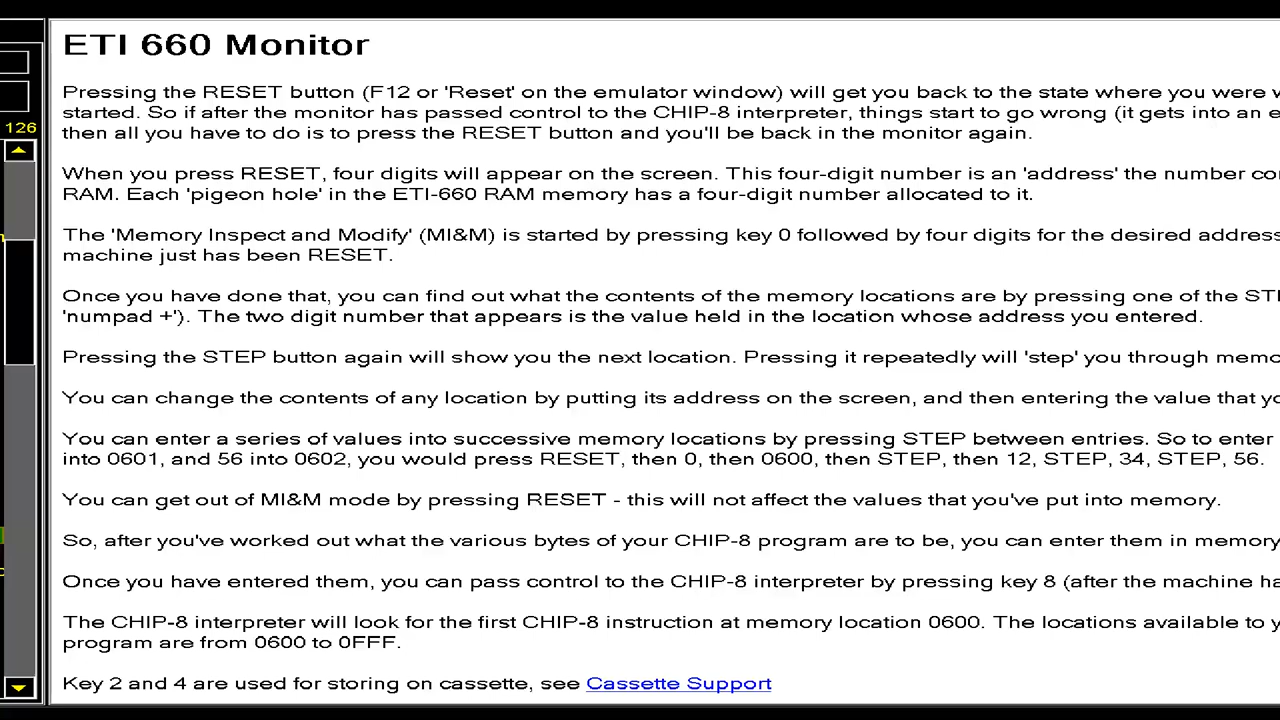 ETI 660 Monitor
Pressing the RESET button (F12 or 'Reset' on the emulator window) will get you back to the state where you were
started. So if after the monitor has passed control to the CHIP-8 interpreter, things start to go wrong (it gets into an
126
then all you have to do is to press the RESET button and you'll be back in the monitor again.
When you press RESET, four digits will appear on the screen. This four-digit number is an 'address' the number
RAM. Each 'pigeon hole' in the ETI-660 RAM memory has a four-digit number allocated to it.
The 'Memory Inspect and Modify' (MI&M) is started by pressing key 0 followed by four digits for the desired
machine just has been RESET.
Once you have done that, you can find out what the contents of the memory locations are by pressing one of the
'numpad +'). The two digit number that appears is the value held in the location whose address you entered.
Pressing the STEP button again will show you the next location. Pressing it repeatedly will 'step' you through
You can change the contents of any location by putting its address on the screen, and then entering the value that
You can enter a series of values into successive memory locations by pressing STEP between entries. So to enter
into 0601, and 56 into 0602, you would press RESET, then 0, then 0600, then STEP, then 12, STEP, 34, STEP, 56.
You can get out of MI&M mode by pressing RESET - this will not affect the values that you've put into memory.
So, after you've worked out what the various bytes of your CHIP-8 program are to be, you can enter them in memory
Once you have entered them, you can pass control to the CHIP-8 interpreter by pressing key 8 (after the machine
The CHIP-8 interpreter will look for the first CHIP-8 instruction at memory location 0600. The locations available to
program are from 0600 to 0FFF.
Key 2 and 4 are used for storing on cassette, see Cassette Support